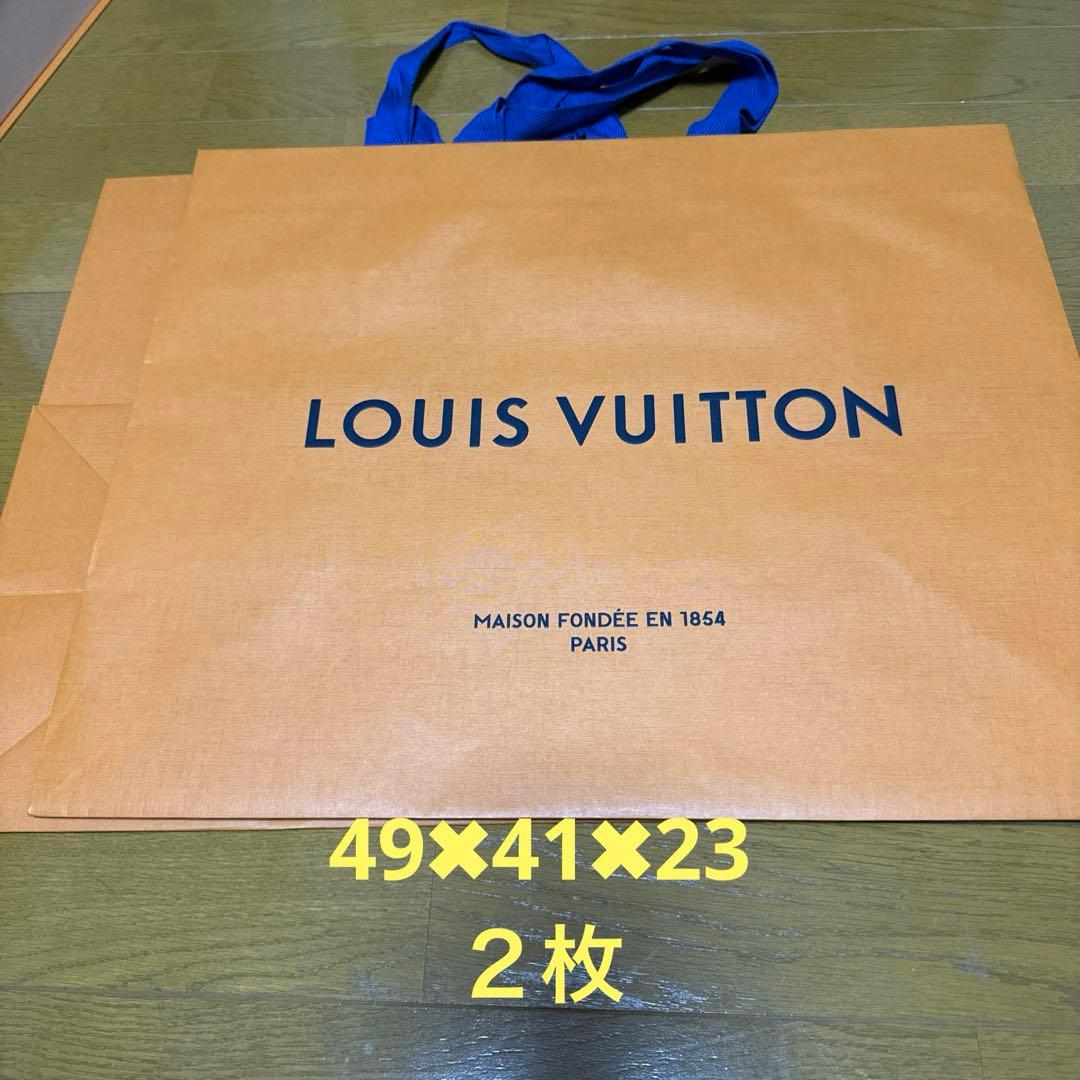 LOUIS VUITTON
MAISON FONDÉE EN 1854
PARIS
49✖41✖23
２枚